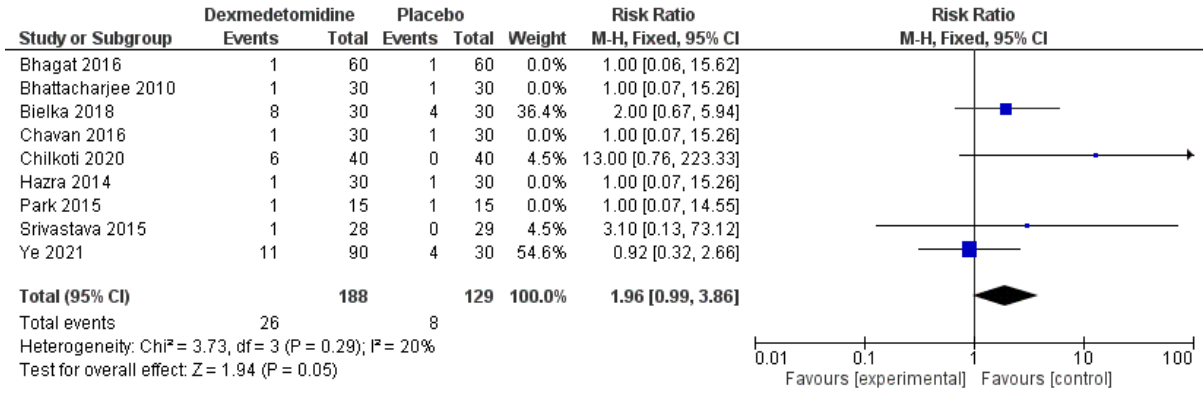 Dexmedetomidine Placebo Risk Ratio Risk Ratio
Study or Subgroup Events Total Events Total Weight M-H, Fixed, 95% CI M-H, Fixed, 95% CI
Bhagat 2016 1 60 1 60 0.0% 1.00 [0.06, 15.62]
Bhattacharjee 2010 1 30 1 30 0.0% 1.00 [0.07, 15.26]
Bielka 2018 8 30 4 30 36.4% 2.00 [0.67, 5.94]
Chavan 2016 1 30 1 30 0.0% 1.00 [0.07, 15.26]
Chilkoti 2020 6 40 0 40 4.5% 13.00 [0.76, 223.33]
Hazra 2014 1 30 1 30 0.0% 1.00 [0.07, 15.26]
Park 2015 1 15 1 15 0.0% 1.00 [0.07, 14.55]
Srivastava 2015 1 28 0 29 4.5% 3.10 [0.13, 73.12]
Ye 2021 11 90 4 30 54.6% 0.92 [0.32, 2.66]
Total (95% CI) 188 129 100.0% 1.96 [0.99, 3.86]
Total events 26 8
Heterogeneity: Chi² = 3.73, df = 3 (P = 0.29); I² = 20%
Test for overall effect: Z = 1.94 (P = 0.05)
0.01 0.1 1 10 100
Favours [experimental] Favours [control]